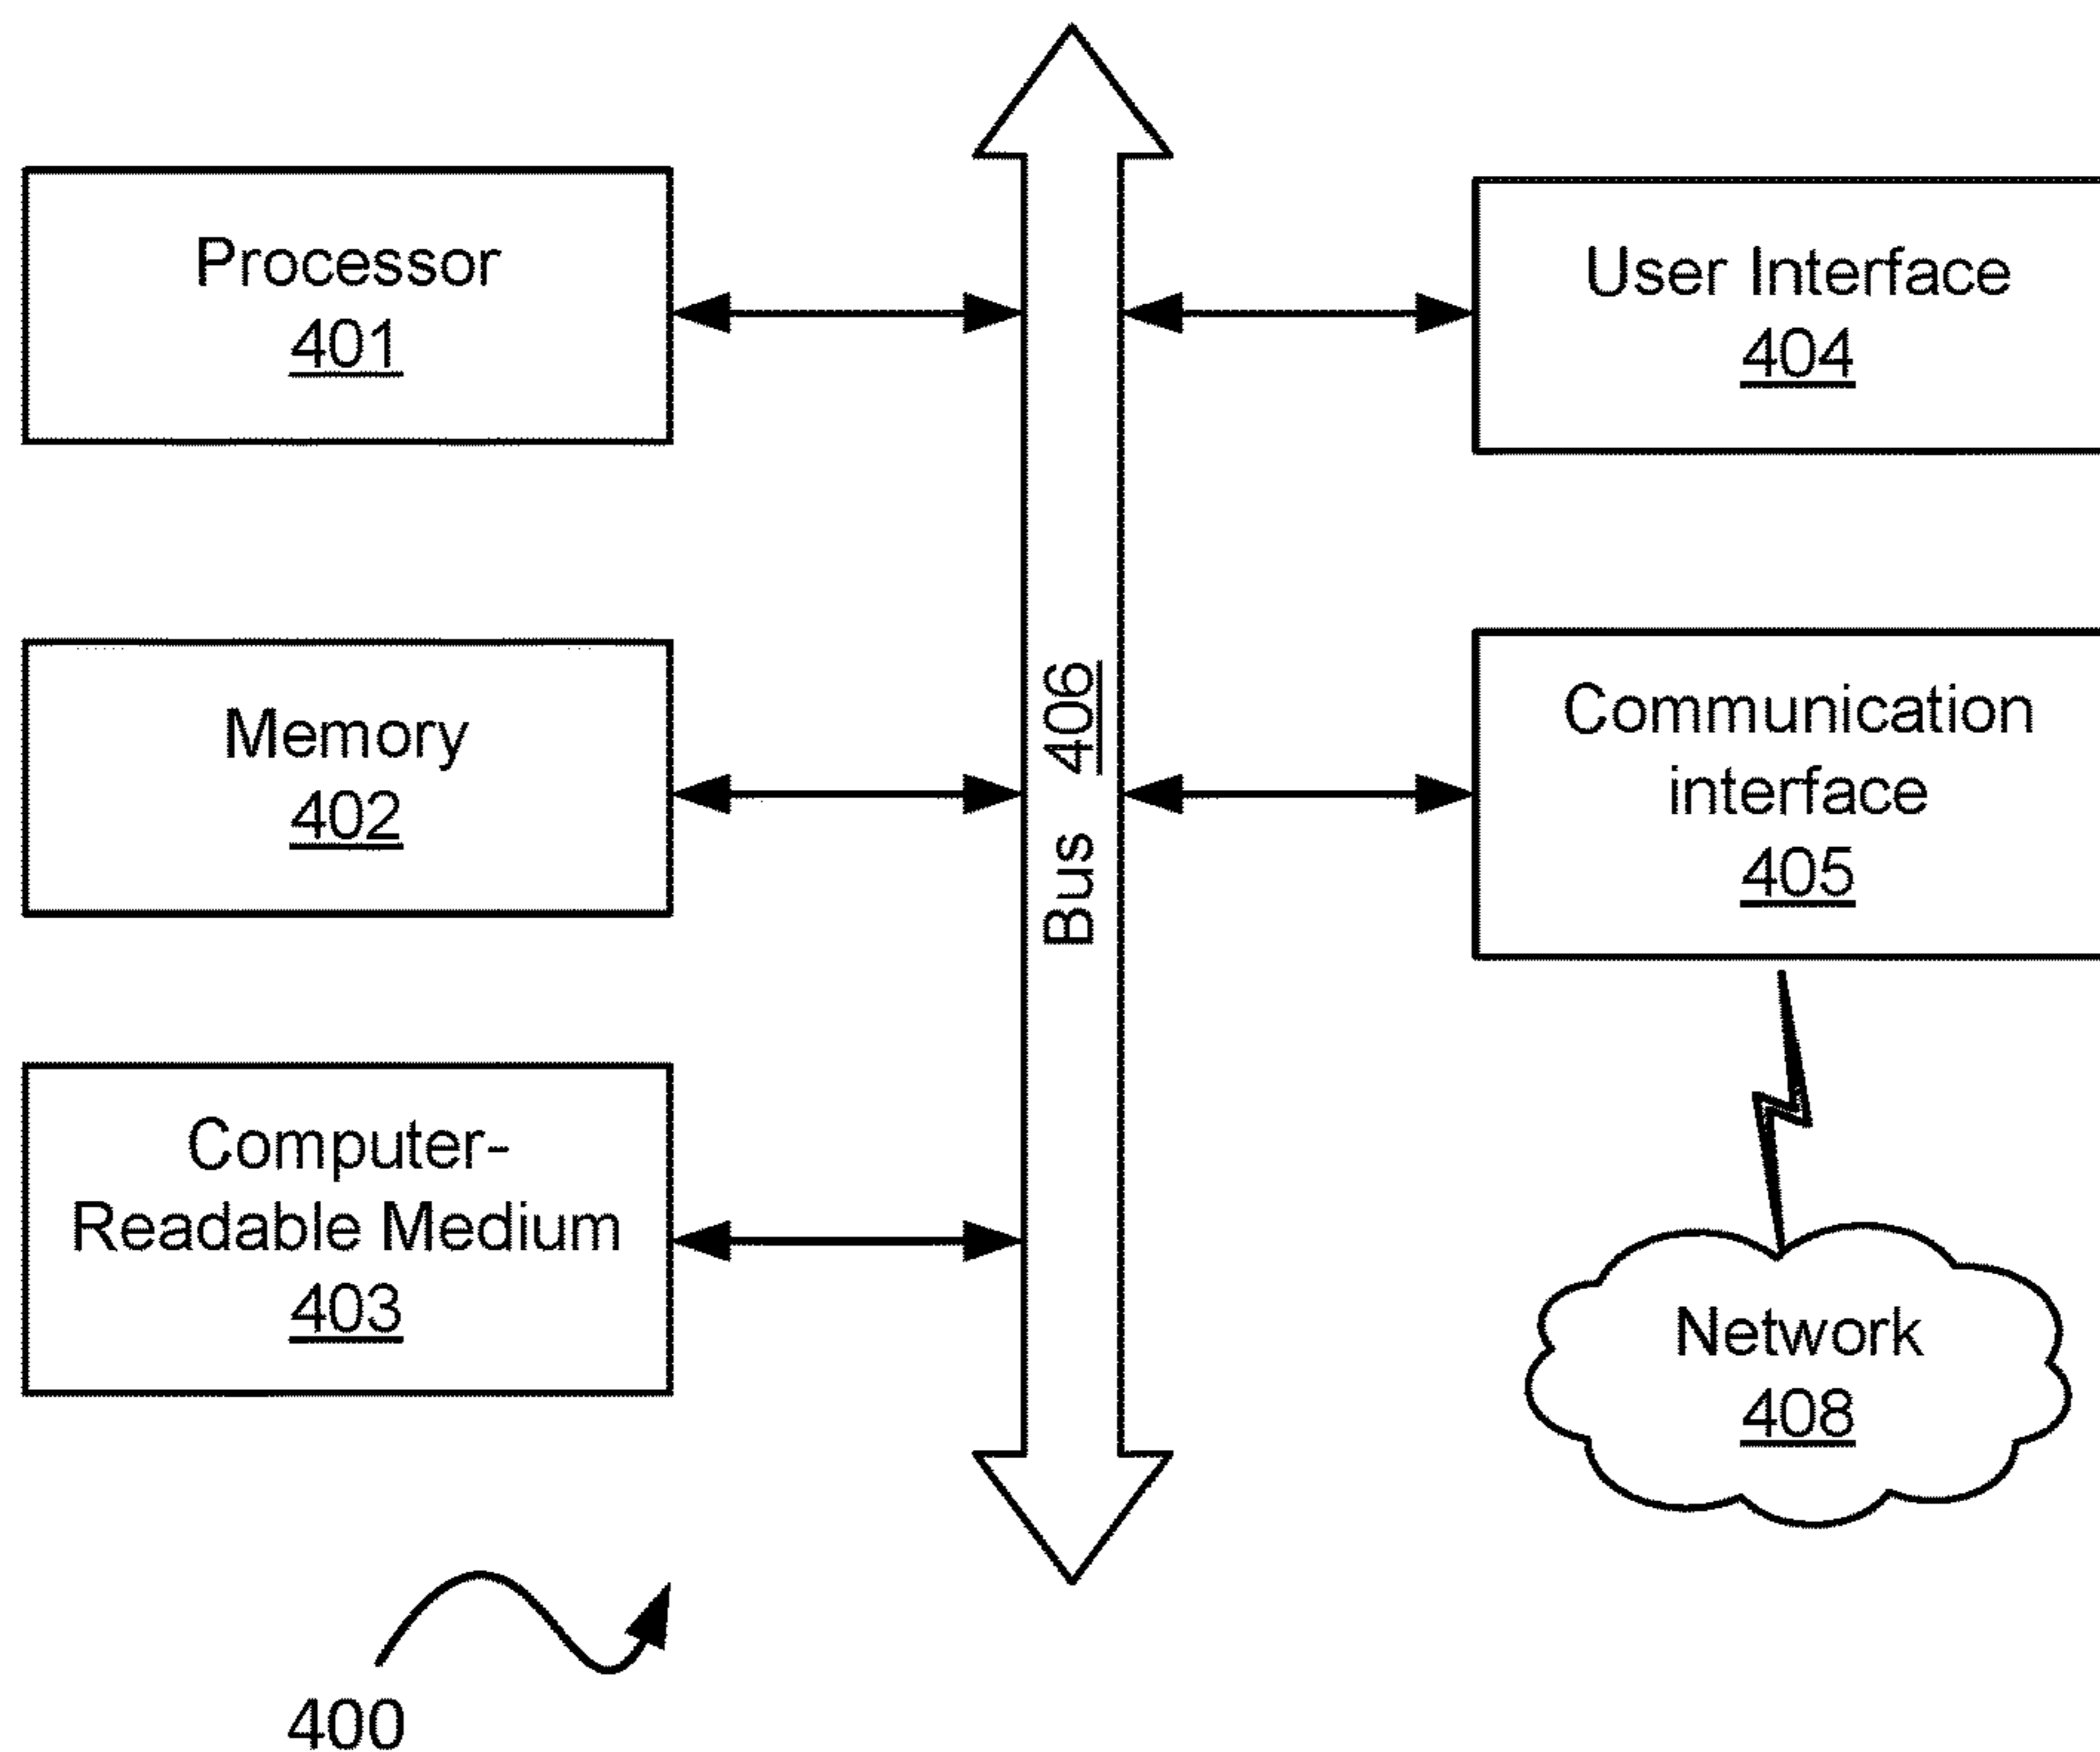 Processor
401
Memory
402
Computer-
Readable Medium
403
Bus 406
User Interface
404
Communication
interface
405
Network
408
400